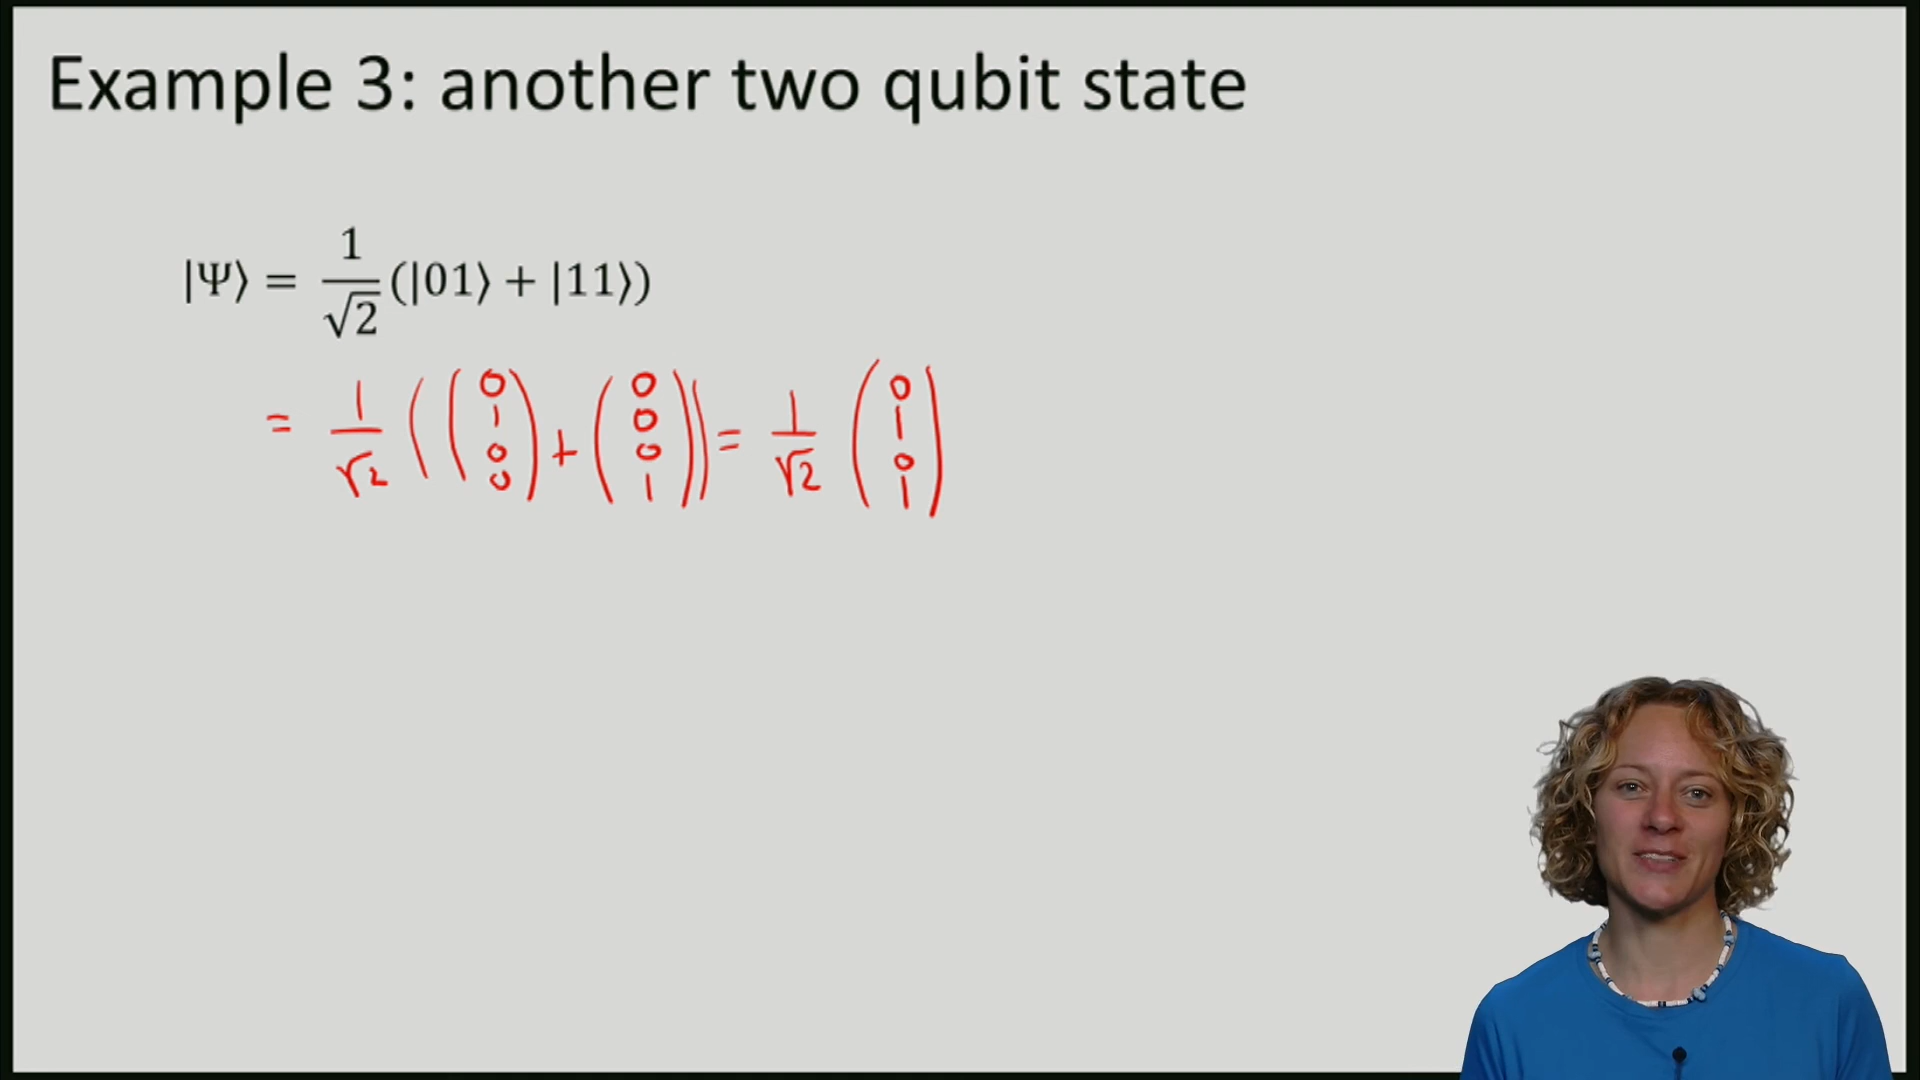 Example 3: another two qubit state
|Ψ⟩ = 1/√2 (|01⟩ + |11⟩)
= 1/√2 ( (0 1 0 0) + (0 0 0 1) ) = 1/√2 (0 1 0 1)